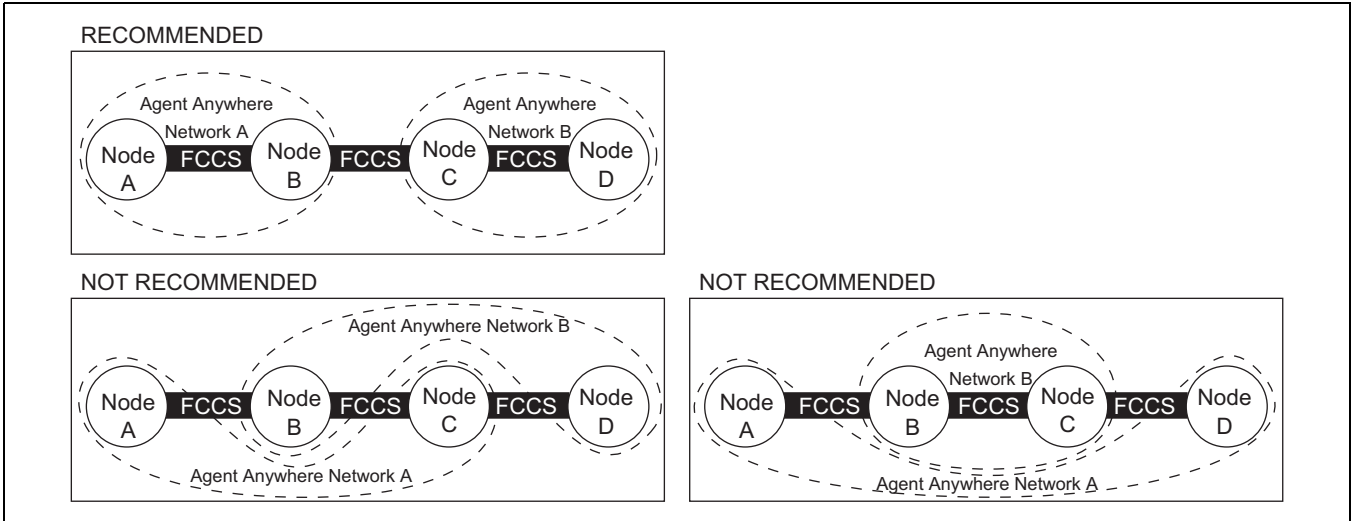 RECOMMENDED
Agent Anywhere
Network A
Agent Anywhere
Network B
Node
A
FCCS
Node
B
FCCS
Node
C
FCCS
Node
D
NOT RECOMMENDED
Agent Anywhere Network B
Node
A
FCCS
Node
B
FCCS
Node
C
FCCS
Node
D
Agent Anywhere Network A
NOT RECOMMENDED
Agent Anywhere
Network B
Node
A
FCCS
Node
B
FCCS
Node
C
FCCS
Node
D
Agent Anywhere Network A